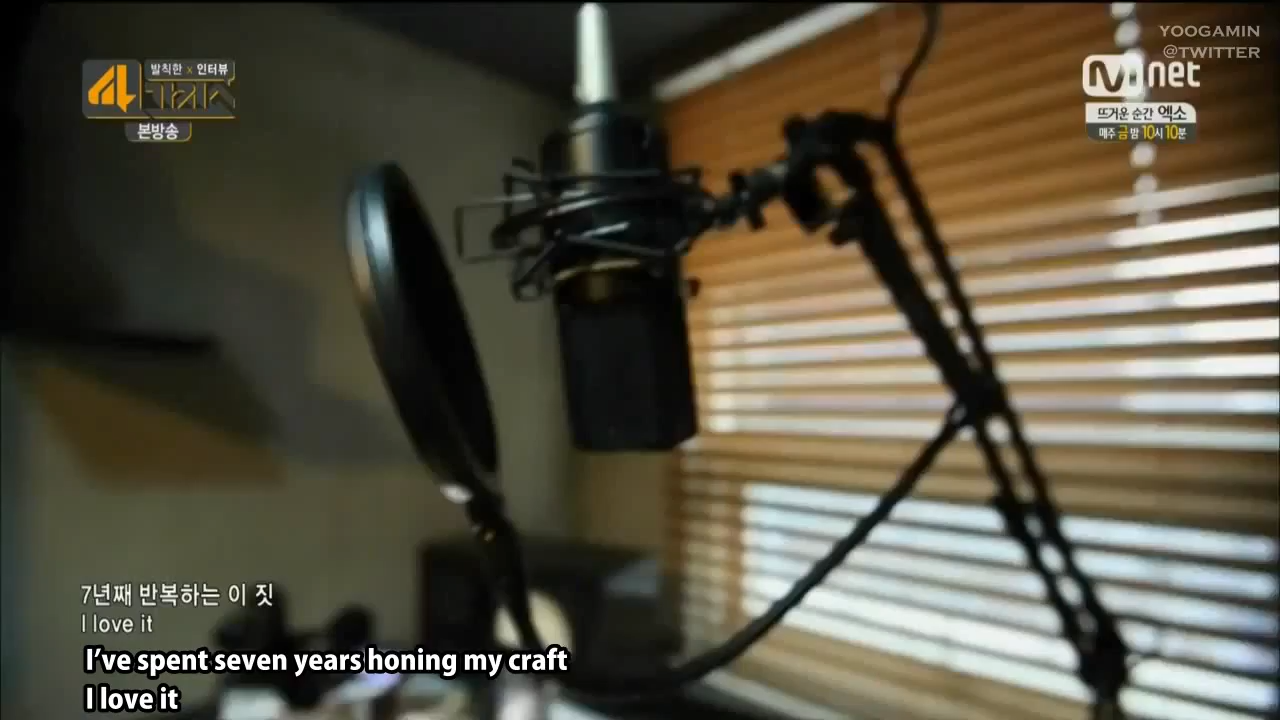 YOOGAMIN
@TWITTER
발칙한 x 인터뷰
4
TaLK
본방송
Mnet
뜨거운 순간 엑소
매주 금 밤 10시 10분
7년째 반복하는 이 짓
I love it
I've spent seven years honing my craft
I love it